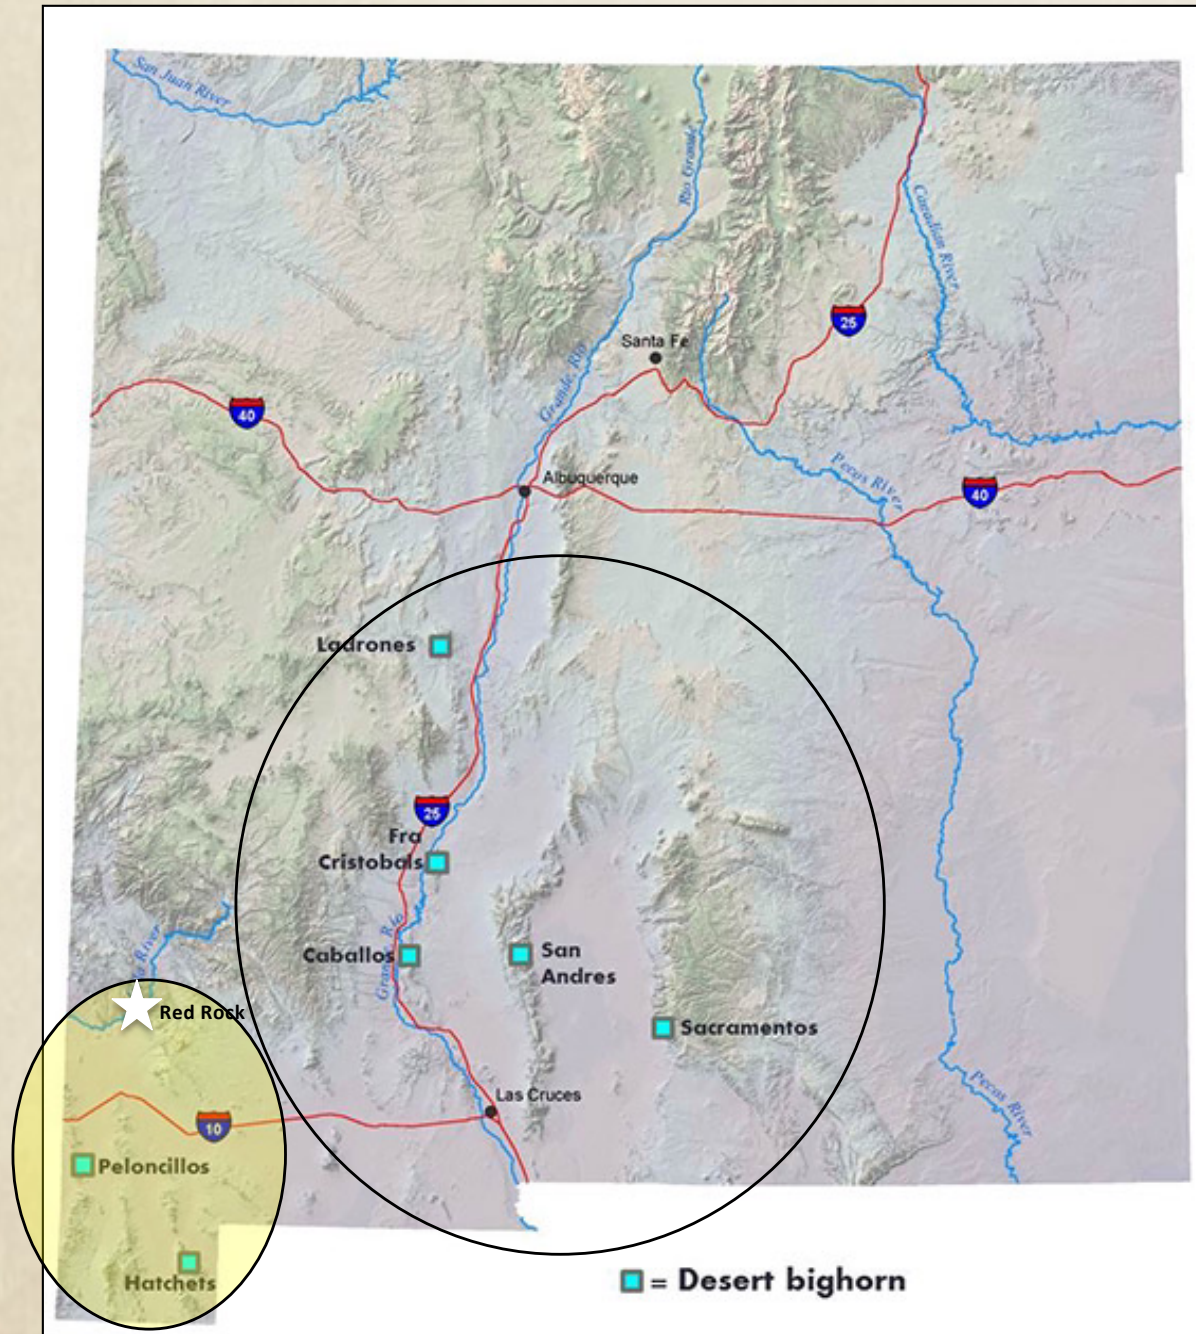 San Juan River
Rio Grande
Canadian River
25
Santa Fe
Grande Rio
40
Pecos River
Albuquerque
40
Ladrones
25
Fra
Cristobals
Grande Rio
Caballos
San
Andres
River
Red Rock
Sacramentos
Las Cruces
Pecos River
10
Peloncillos
Hatchets
= Desert bighorn